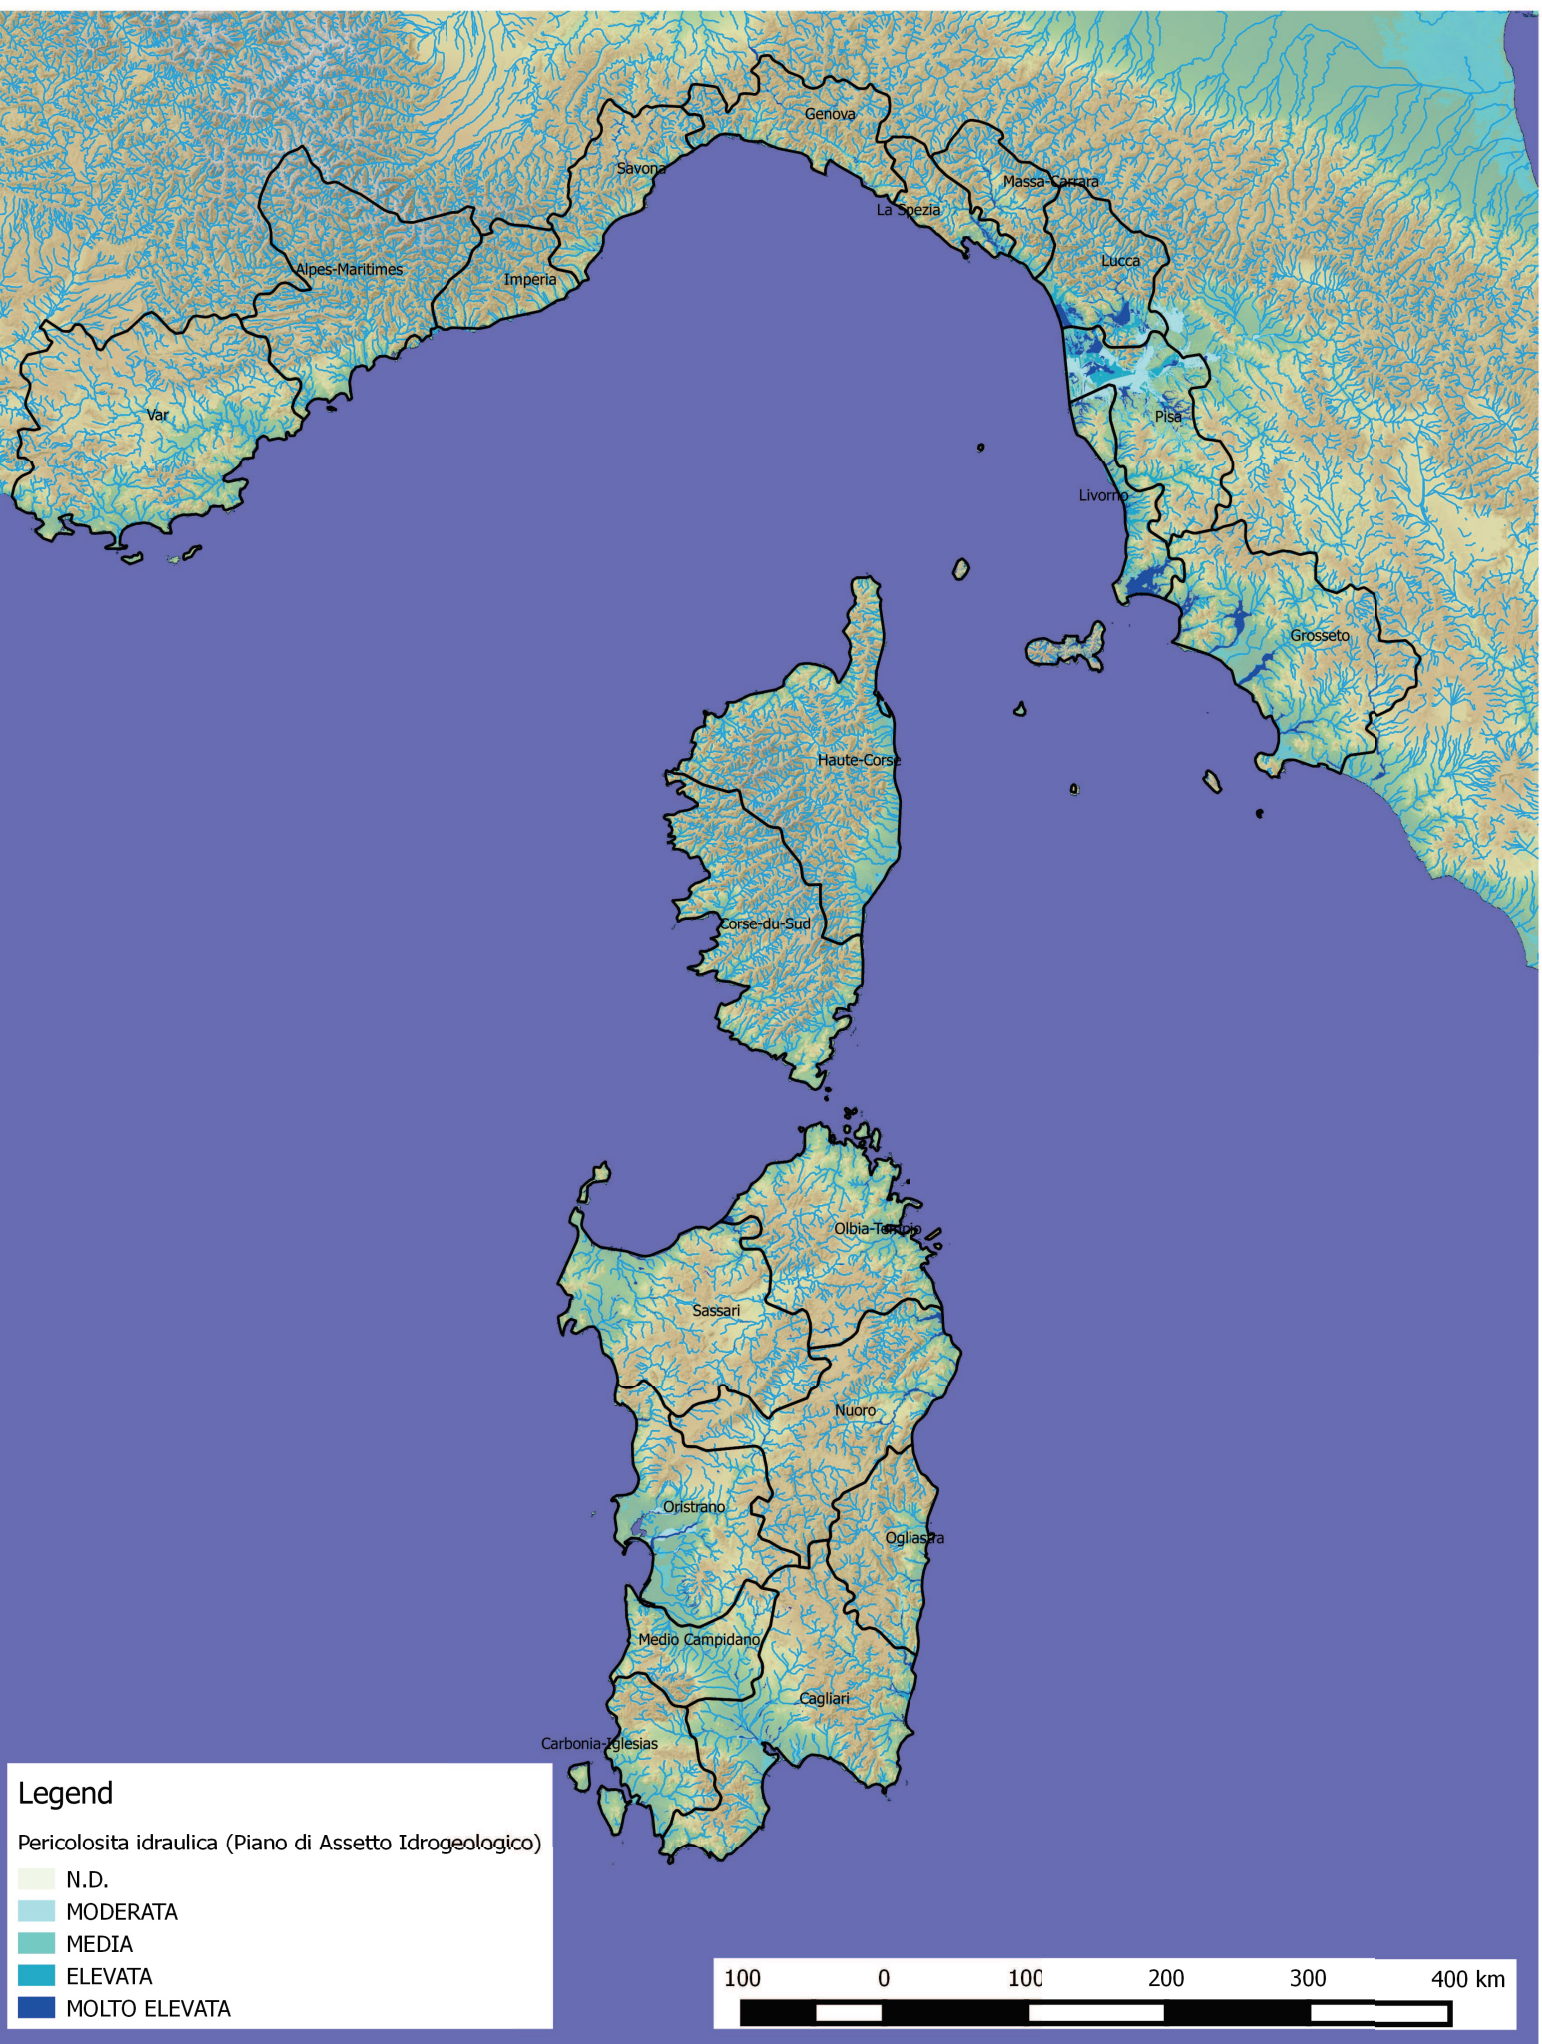 Genova
Savona
Massa-Carrara
La Spezia
Lucca
Alpes-Maritimes
Imperia
Var
Pisa
Livorno
Grosseto
Haute-Corse
Corse-du-Sud
Olbia-Tempio
Sassari
Nuoro
Oristrano
Ogliastra
Medio Campidano
Cagliari
Carbonia-Iglesias
Legend
Pericolosita idraulica (Piano di Assetto Idrogeologico)
N.D.
MODERATA
MEDIA
ELEVATA
MOLTO ELEVATA
100 0 100 200 300 400 km